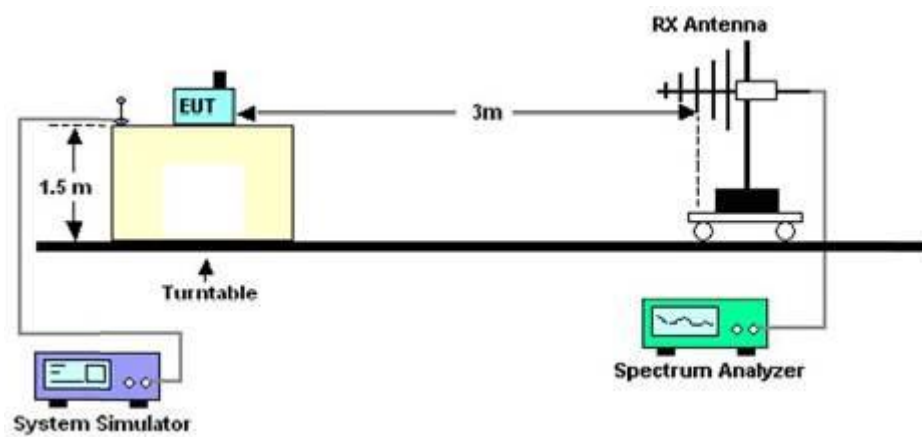 RX Antenna
EUT
3m
1.5 m
Turntable
Spectrum Analyzer
System Simulator